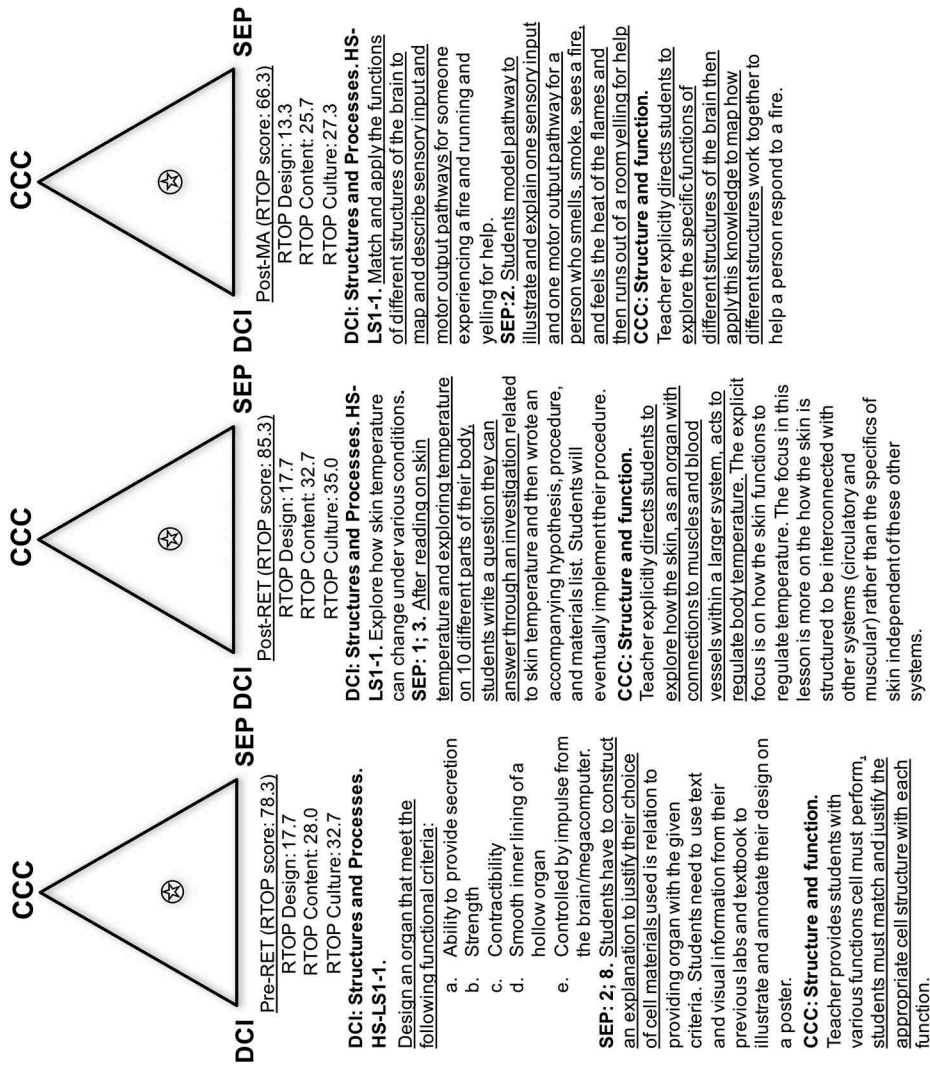 CCC
DCI
SEP
Pre-RET (RTOP score: 78.3)
RTOP Design: 17.7
RTOP Content: 28.0
RTOP Culture: 32.7
DCI: Structures and Processes.
HS-LS1-1.
Design an organ that meet the
following functional criteria:
a. Ability to provide secretion
b. Strength
c. Contractibility
d. Smooth inner lining of a
hollow organ
e. Controlled by impulse from
the brain/megacomputer.
SEP: 2; 8. Students have to construct
an explanation to justify their choice
of cell materials used is relation to
providing organ with the given
criteria. Students need to use text
and visual information from their
previous labs and textbook to
illustrate and annotate their design on
a poster.
CCC: Structure and function.
Teacher provides students with
various functions cell must perform,
students must match and justify the
appropriate cell structure with each
function.
CCC
DCI
SEP
Post-RET (RTOP score: 85.3)
RTOP Design: 17.7
RTOP Content: 32.7
RTOP Culture: 35.0
DCI: Structures and Processes. HS-
LS1-1. Explore how skin temperature
can change under various conditions.
SEP: 1; 3. After reading on skin
temperature and exploring temperature
on 10 different parts of their body,
students write a question they can
answer through an investigation related
to skin temperature and then wrote an
accompanying hypothesis, procedure,
and materials list. Students will
eventually implement their procedure.
CCC: Structure and function.
Teacher explicitly directs students to
explore how the skin, as an organ with
connections to muscles and blood
vessels within a larger system, acts to
regulate body temperature. The explicit
focus is on how the skin functions to
regulate temperature. The focus in this
lesson is more on the how the skin is
structured to be interconnected with
other systems (circulatory and
muscular) rather than the specifics of
skin independent of these other
systems.
CCC
DCI
SEP
Post-MA (RTOP score: 66.3)
RTOP Design: 13.3
RTOP Content: 25.7
RTOP Culture: 27.3
DCI: Structures and Processes. HS-
LS1-1. Match and apply the functions
of different structures of the brain to
map and describe sensory input and
motor output pathways for someone
experiencing a fire and running and
yelling for help.
SEP:2. Students model pathway to
illustrate and explain one sensory input
and one motor output pathway for a
person who smells, smoke, sees a fire,
and feels the heat of the flames and
then runs out of a room yelling for help
CCC: Structure and function.
Teacher explicitly directs students to
explore the specific functions of
different structures of the brain then
apply this knowledge to map how
different structures work together to
help a person respond to a fire.